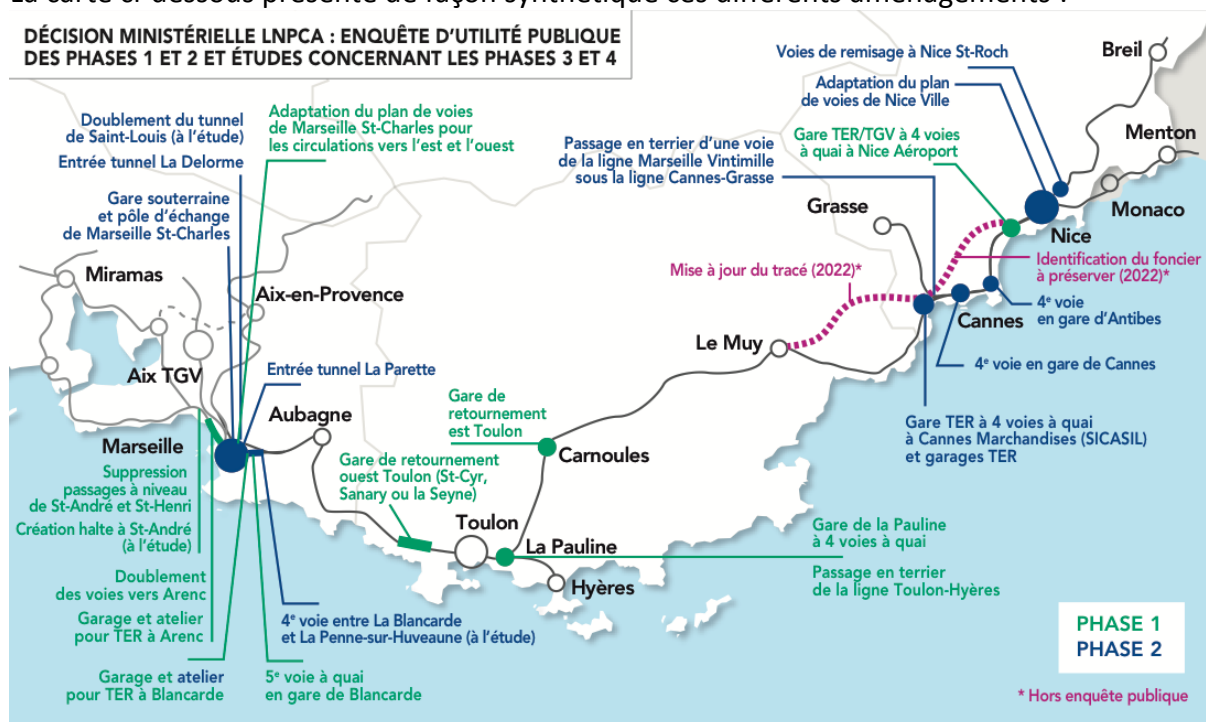 La carte ci-dessous présente de façon synthétique ces différents aménagements :
DÉCISION MINISTÉRIELLE LNPCA : ENQUÊTE D’UTILITÉ PUBLIQUE
DES PHASES 1 ET 2 ET ÉTUDES CONCERNANT LES PHASES 3 ET 4
Doublement du tunnel
de Saint-Louis (à l’étude)
Entrée tunnel La Delorme
Gare souterraine
et pôle d’échange
de Marseille St-Charles
Adaptation du plan de voies
de Marseille St-Charles pour
les circulations vers l’est et l’ouest
Voies de remisage à Nice St-Roch
Adaptation du plan
de voies de Nice Ville
Passage en terrier d’une voie
de la ligne Marseille Vintimille
sous la ligne Cannes-Grasse
Gare TER/TGV à 4 voies
à quai à Nice Aéroport
Breil
Menton
Monaco
Nice
Grasse
Identification du foncier
à préserver (2022)*
Mise à jour du tracé (2022)*
Miramas
Aix-en-Provence
Aix TGV
Cannes
4e voie
en gare d’Antibes
Le Muy
4e voie en gare de Cannes
Entrée tunnel La Parette
Aubagne
Marseille
Gare de
retournement
est Toulon
Carnoules
Gare TER à 4 voies à quai
à Cannes Marchandises (SICASIL)
et garages TER
Suppression
passages à niveau
de St-André et St-Henri
Création halte à St-André
(à l’étude)
Doublement
des voies vers Arenc
Garage et atelier
pour TER à Arenc
Garage et atelier
pour TER à Blancarde
Gare de retournement
ouest Toulon (St-Cyr,
Sanary ou la Seyne)
Toulon
La Pauline
Hyères
Gare de la Pauline
à 4 voies à quai
Passage en terrier
de la ligne Toulon-Hyères
4e voie entre La Blancarde
et La Penne-sur-Huveaune (à l’étude)
5e voie à quai
en gare de Blancarde
PHASE 1
PHASE 2
* Hors enquête publique